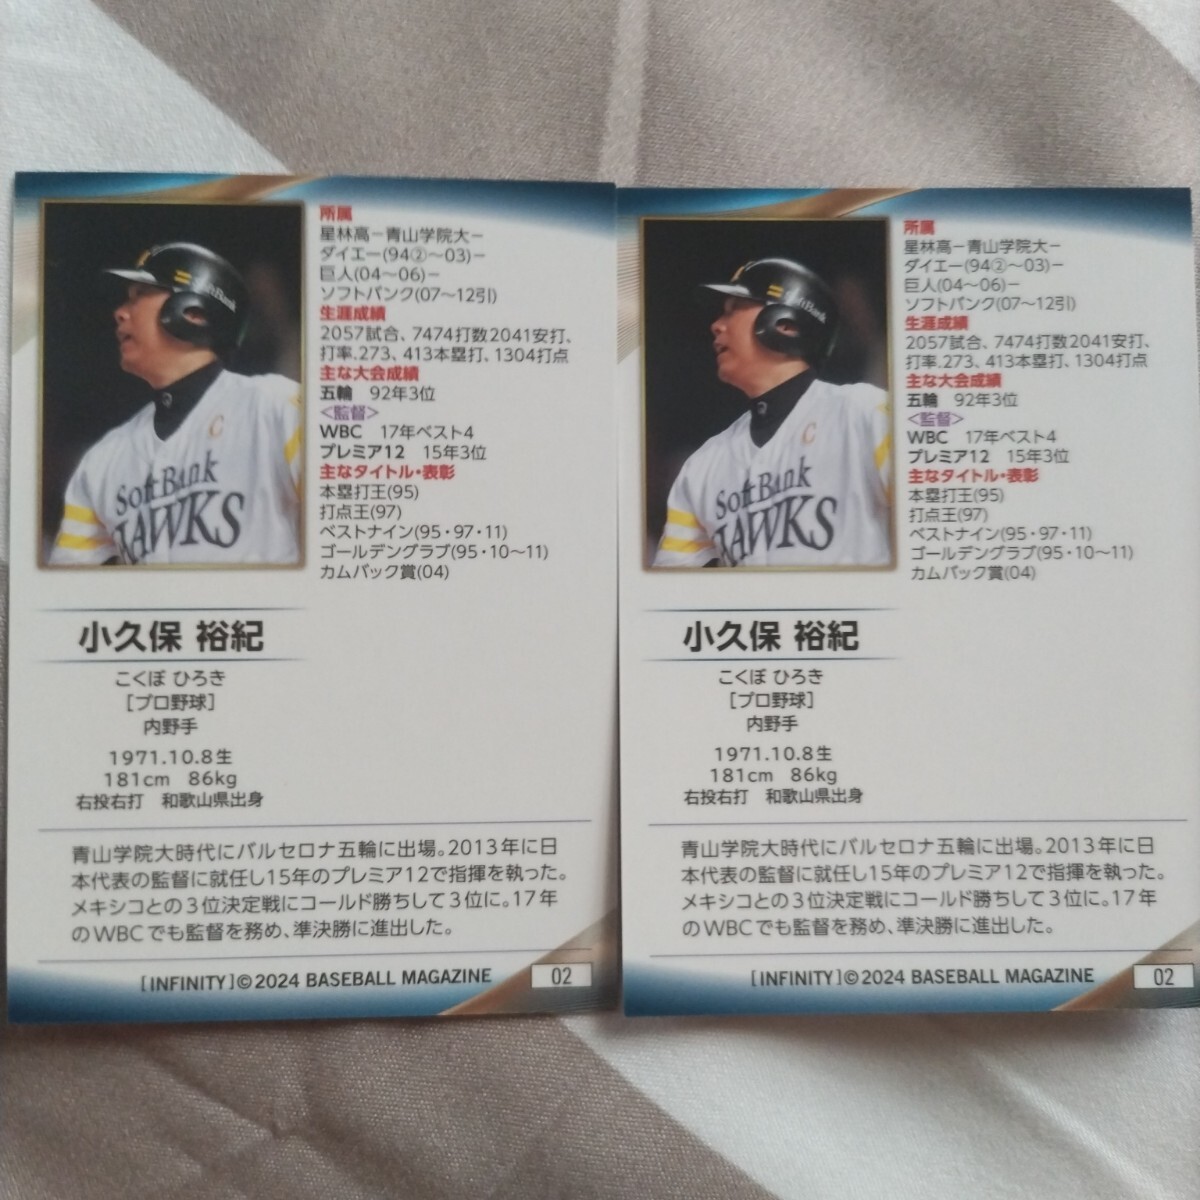 所属
星林高－青山学院大－
ダイエー(94②～03)－
巨人(04～06)－
ソフトバンク(07～12引)
生涯成績
2057試合、7474打数2041安打、
打率.273、413本塁打、1304打点
主な大会成績
五輪　92年3位
＜監督＞
WBC　17年ベスト4
プレミア12　15年3位
主なタイトル・表彰
本塁打王(95)
打点王(97)
ベストナイン(95・97・11)
ゴールデングラブ(95・10～11)
カムバック賞(04)
SoftBank
C
SoftBank
HAWKS
小久保 裕紀
こくぼ ひろき
[プロ野球]
内野手
1971.10.8生
181cm　86kg
右投右打　和歌山県出身
青山学院大時代にバルセロナ五輪に出場。2013年に日
本代表の監督に就任し15年のプレミア12で指揮を執った。
メキシコとの3位決定戦にコールド勝ちして3位に。17年
のWBCでも監督を務め、準決勝に進出した。
[INFINITY]©2024 BASEBALL MAGAZINE
02
所属
星林高－青山学院大－
ダイエー(94②～03)－
巨人(04～06)－
ソフトバンク(07～12引)
生涯成績
2057試合、7474打数2041安打、
打率.273、413本塁打、1304打点
主な大会成績
五輪　92年3位
＜監督＞
WBC　17年ベスト4
プレミア12　15年3位
主なタイトル・表彰
本塁打王(95)
打点王(97)
ベストナイン(95・97・11)
ゴールデングラブ(95・10～11)
カムバック賞(04)
SoftBank
C
SoftBank
HAWKS
小久保 裕紀
こくぼ ひろき
[プロ野球]
内野手
1971.10.8生
181cm　86kg
右投右打　和歌山県出身
青山学院大時代にバルセロナ五輪に出場。2013年に日
本代表の監督に就任し15年のプレミア12で指揮を執った。
メキシコとの3位決定戦にコールド勝ちして3位に。17年
のWBCでも監督を務め、準決勝に進出した。
[INFINITY]©2024 BASEBALL MAGAZINE
02